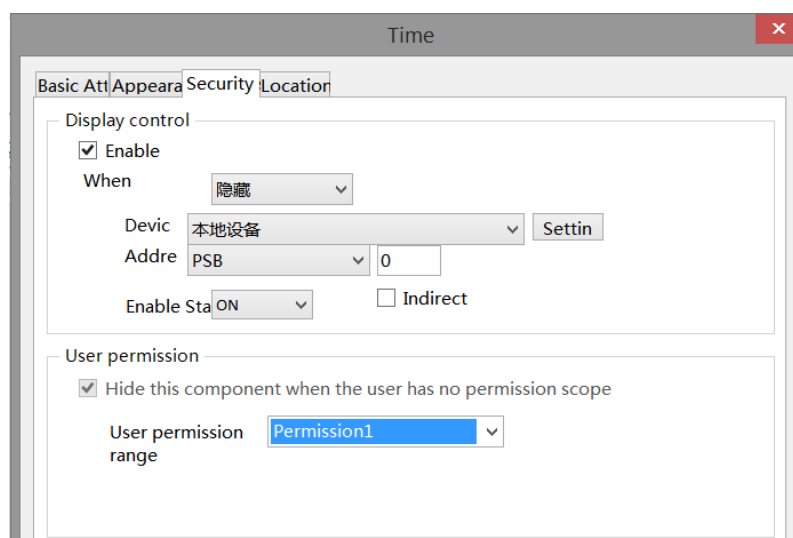 Time
Basic Att Appeara Security Location
Display control
Enable
When 隐藏
Devic 本地设备 Settin
Addre PSB 0
Enable Sta ON Indirect
User permission
Hide this component when the user has no permission scope
User permission Permission1
range